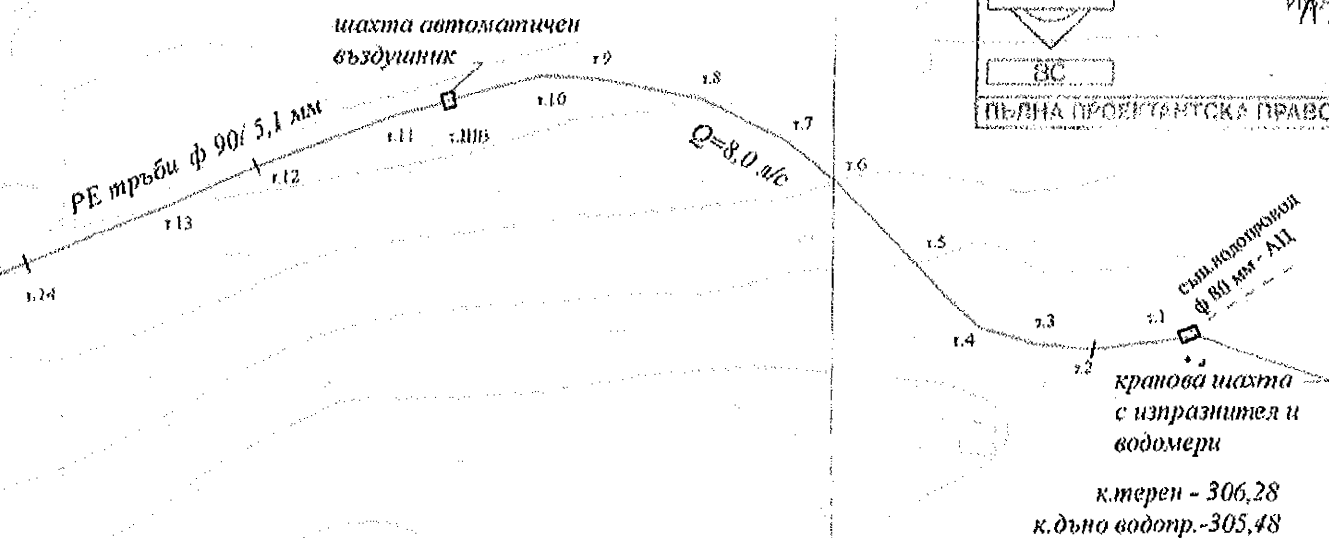 шахта автоматичен
въздушник
ВС
ПЪЛНА ПРОЕКТАНТСКА ПРАВО
т.9
т.8
т.10
т.7
т.11
PE тръби ф 90/ 5,1 мм
Q=8,0 л/с
т.6
т.12
т.13
т.5
същ.водопровод
ф 80 мм - АЦ
т.14
т.3
т.1
т.4
т.2
кранова шахта
с изпразнител и
водомери
к.терен - 306,28
к.дъно водопр.-305,48